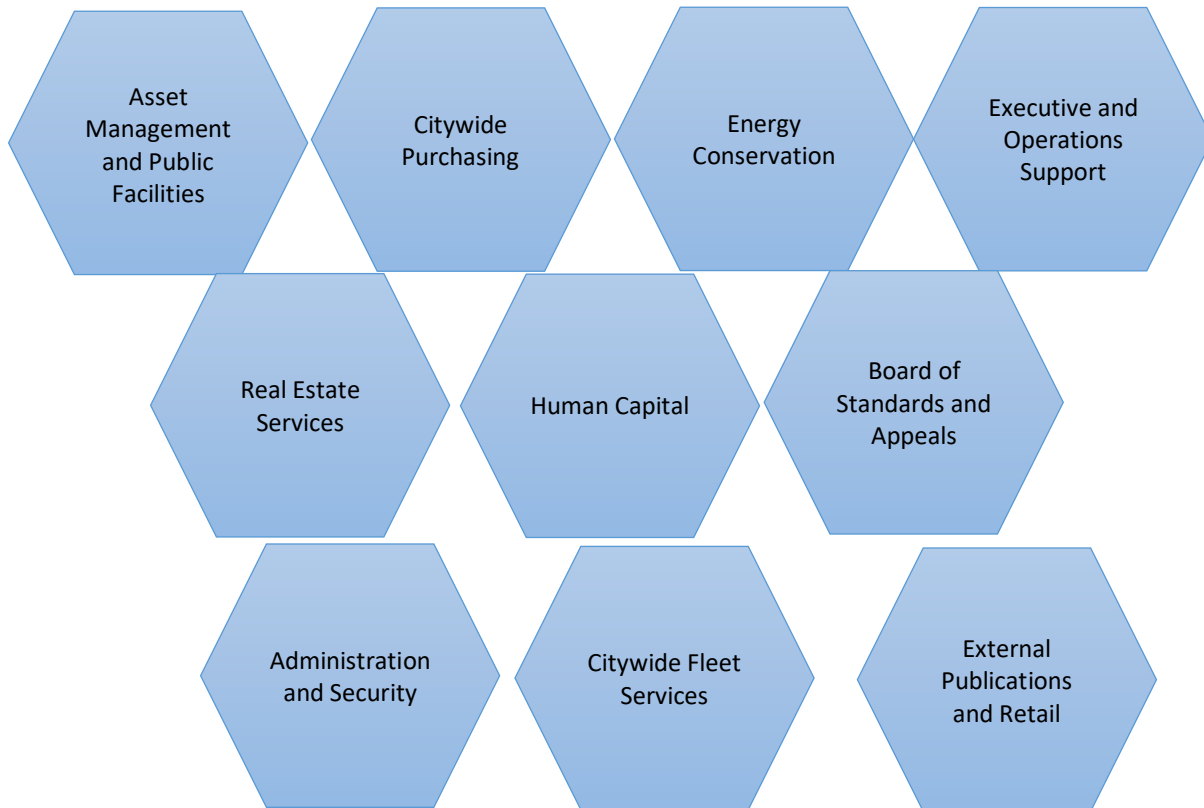 Asset
Management
and Public
Facilities
Citywide
Purchasing
Energy
Conservation
Executive and
Operations
Support
Real Estate
Services
Human Capital
Board of
Standards and
Appeals
Administration
and Security
Citywide Fleet
Services
External
Publications
and Retail